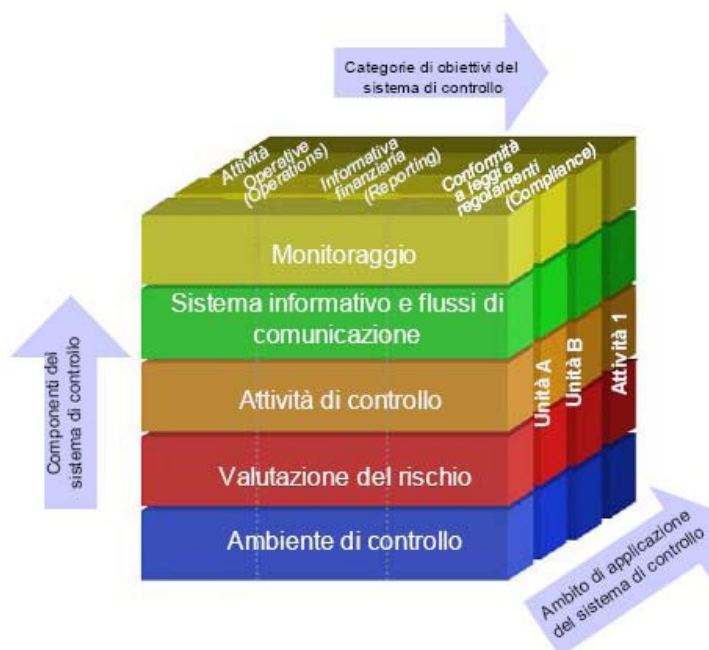 Categorie di obiettivi del
sistema di controllo
Attività
Operative
(Operations)
Informativa
finanziaria
(Reporting)
Conformità
a leggi e
regolamenti
(Compliance)
Monitoraggio
Sistema informativo e flussi di
comunicazione
Attività di controllo
Valutazione del rischio
Ambiente di controllo
Unità A
Unità B
Attività 1
Componenti del
sistema di controllo
Ambito di applicazione
del sistema di controllo